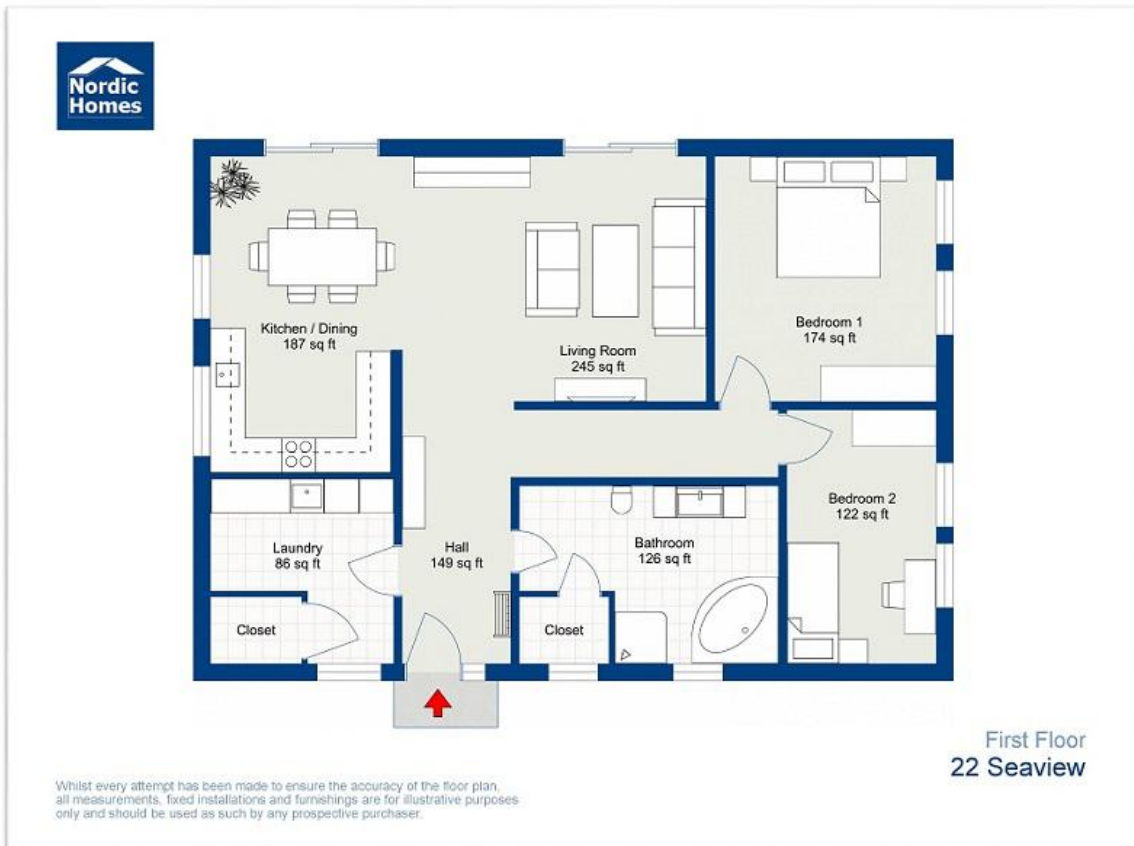 Nordic
Homes
Kitchen / Dining
187 sq ft
Living Room
245 sq ft
Bedroom 1
174 sq ft
Bedroom 2
122 sq ft
Laundry
86 sq ft
Hall
149 sq ft
Bathroom
126 sq ft
Closet
Closet
First Floor
22 Seaview
Whilst every attempt has been made to ensure the accuracy of the floor plan,
all measurements, fixed installations and furnishings are for illustrative purposes
only and should be used as such by any prospective purchaser.